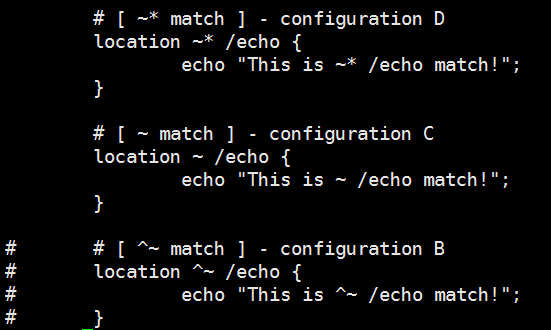 # [ ~* match ] - configuration D
location ~* /echo {
echo "This is ~* /echo match!";
}
# [ ~ match ] - configuration C
location ~ /echo {
echo "This is ~ /echo match!";
}
# # [ ^~ match ] - configuration B
# location ^~ /echo {
# echo "This is ^~ /echo match!";
# _}